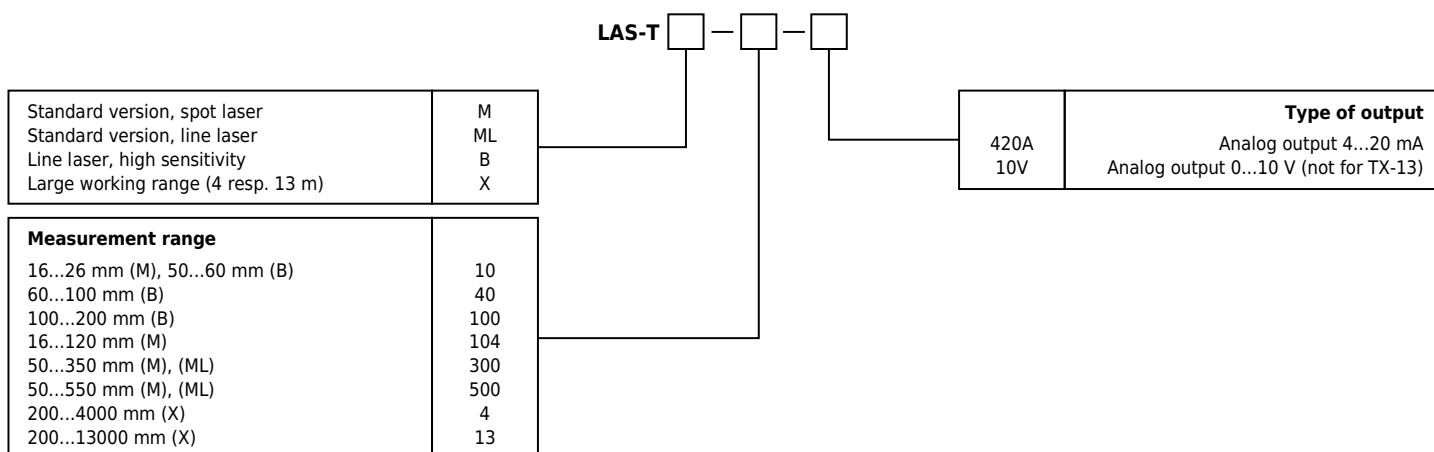 LAS-T — —
Standard version, spot laser M
Standard version, line laser ML
Line laser, high sensitivity B
Large working range (4 resp. 13 m) X
Measurement range
16...26 mm (M), 50...60 mm (B) 10
60...100 mm (B) 40
100...200 mm (B) 100
16...120 mm (M) 104
50...350 mm (M), (ML) 300
50...550 mm (M), (ML) 500
200...4000 mm (X) 4
200...13000 mm (X) 13
Type of output
420A Analog output 4...20 mA
10V Analog output 0...10 V (not for TX-13)